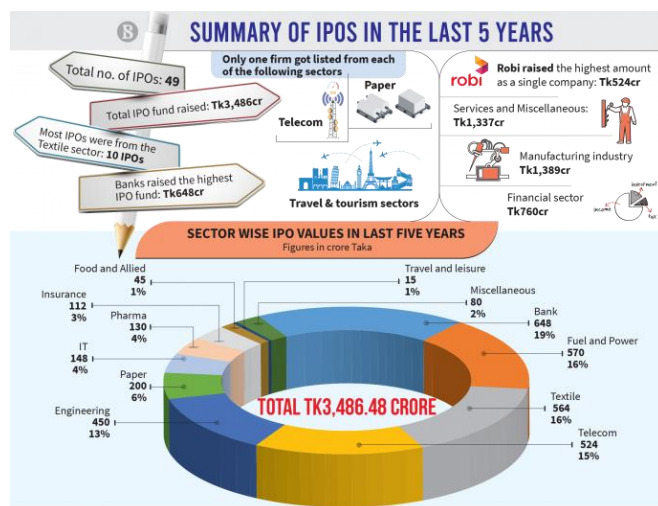 SUMMARY OF IPOS IN THE LAST 5 YEARS
Total no. of IPOs: 49
Total IPO fund raised: Tk3,486cr
Most IPOs were from the
Textile sector: 10 IPOs
Banks raised the highest
IPO fund: Tk648cr
Only one firm got listed from each
of the following sectors
Telecom
Paper
Travel & tourism sectors
robi
Robi raised the highest amount
as a single company: Tk524cr
Services and Miscellaneous:
Tk1,337cr
Manufacturing industry
Tk1,389cr
Financial sector
Tk760cr
SECTOR WISE IPO VALUES IN LAST FIVE YEARS
Figures in crore Taka
Food and Allied
45
1%
Insurance
112
3%
Pharma
130
4%
IT
148
4%
Paper
200
6%
Engineering
450
13%
Travel and leisure
15
1%
Miscellaneous
80
2%
Bank
648
19%
Fuel and Power
570
16%
Textile
564
16%
Telecom
524
15%
TOTAL TK3,486.48 CRORE